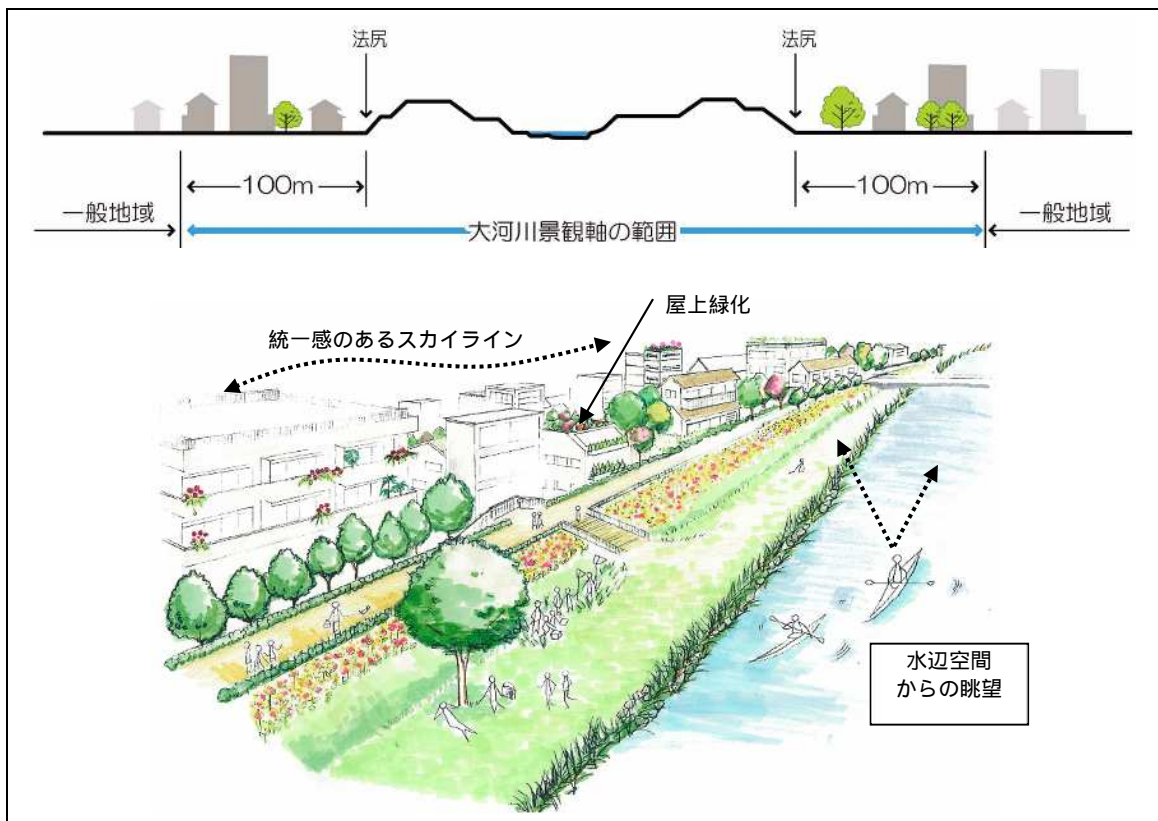 法尻
法尻
100m
100m
一般地域
一般地域
大河川景観軸の範囲
屋上緑化
統一感のあるスカイライン
水辺空間
からの眺望